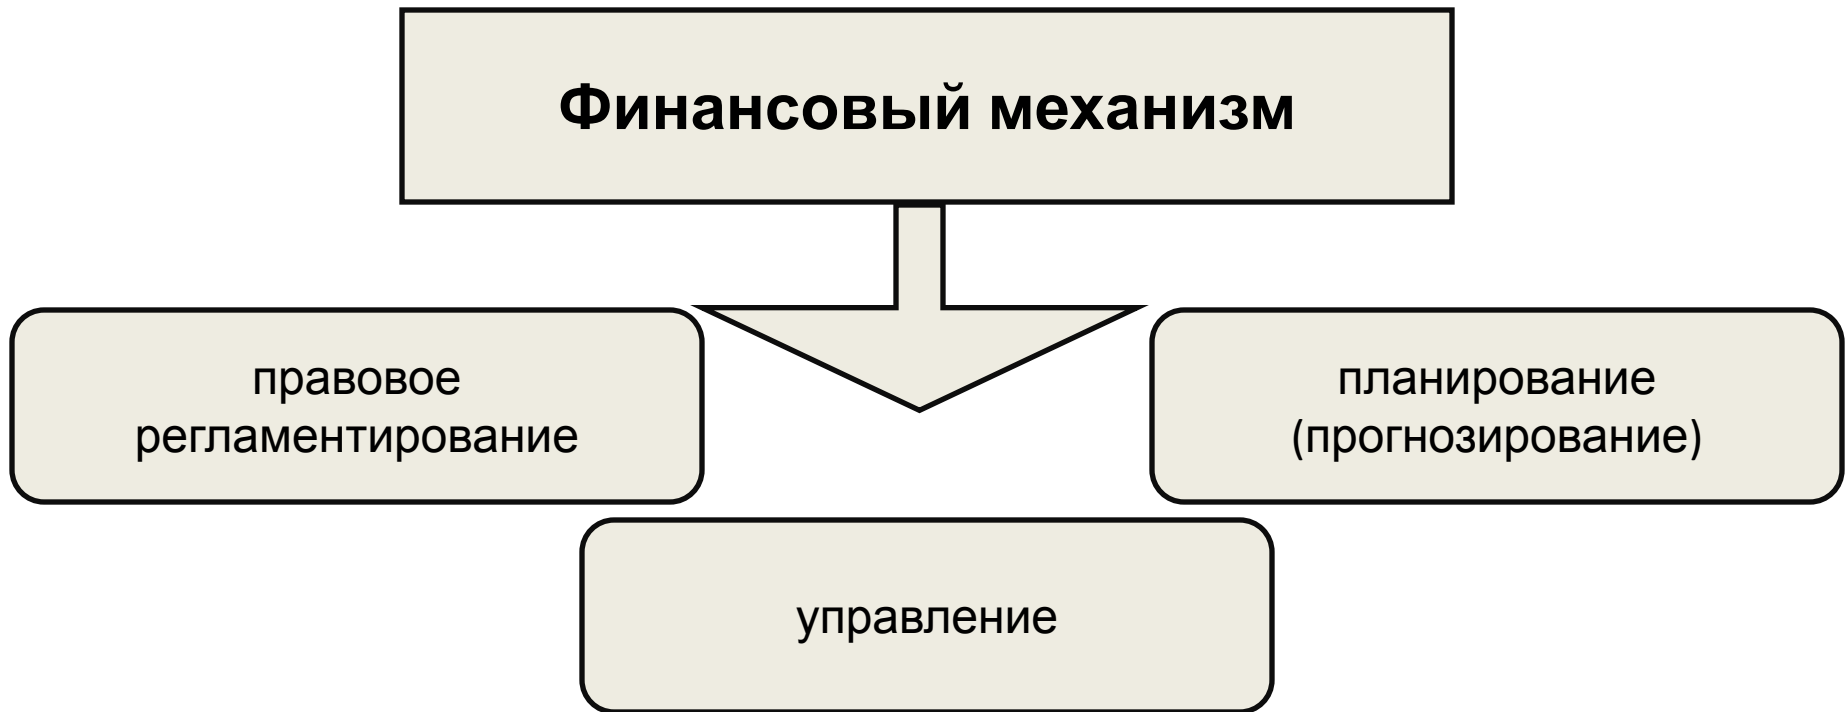 Финансовый механизм
правовое
регламентирование
планирование
(прогнозирование)
управление